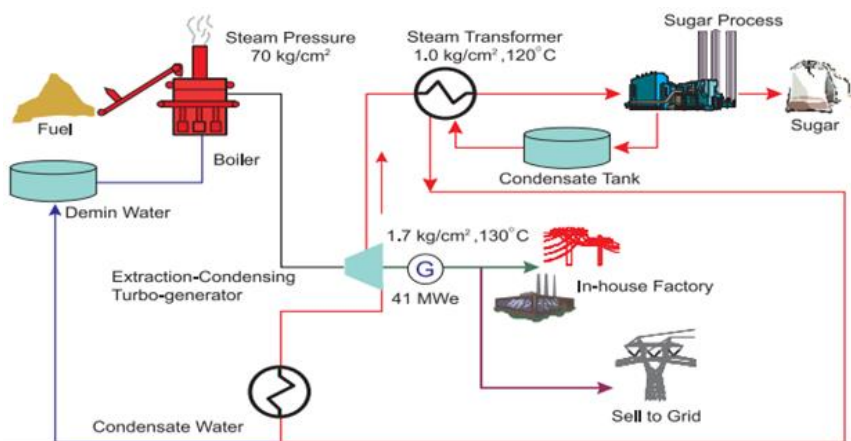 Steam Pressure
70 kg/cm²
Steam Transformer
1.0 kg/cm² ,120°C
Sugar Process
Fuel
Boiler
Sugar
Condensate Tank
Demin Water
1.7 kg/cm²,130°C
Extraction-Condensing
Turbo-generator
G
41 MWe
In-house Factory
Condensate Water
Sell to Grid